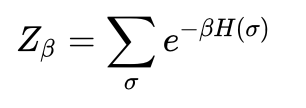 Z_β = ∑_σ e^{−βH(σ)}